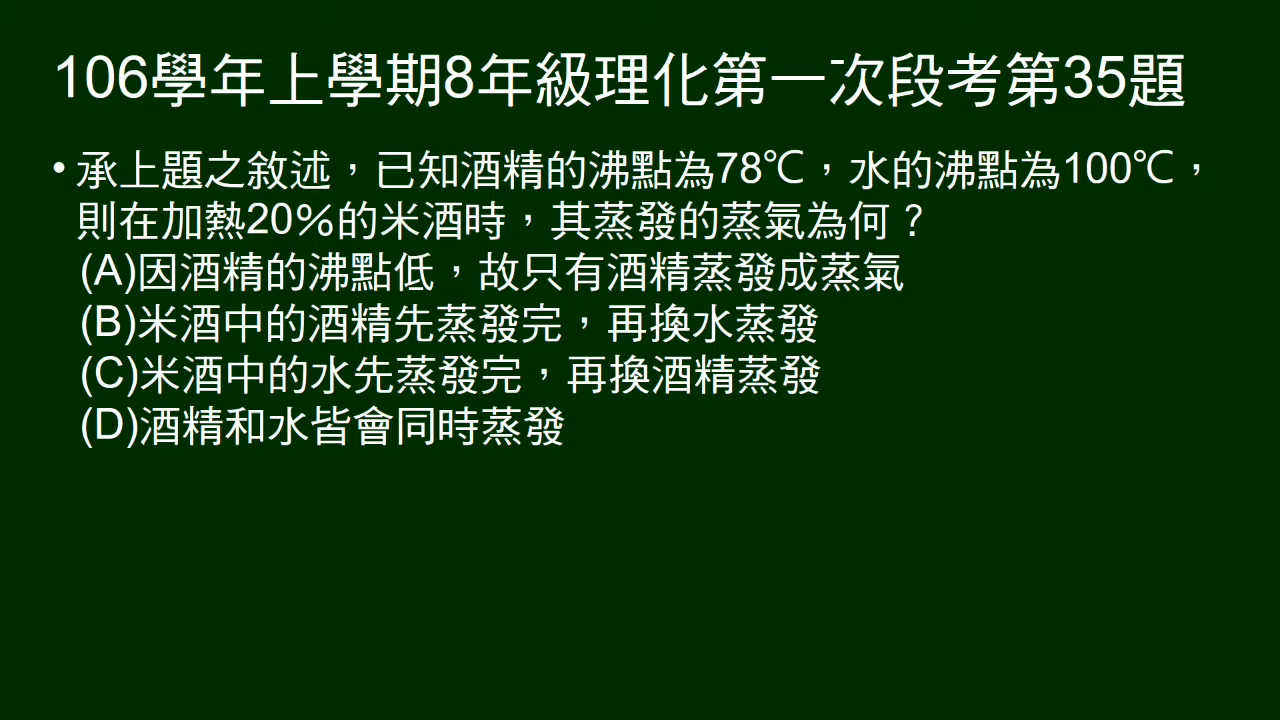 106學年上學期8年級理化第一次段考第35題
•承上題之敘述，已知酒精的沸點為78℃，水的沸點為100℃，
則在加熱20％的米酒時，其蒸發的蒸氣為何？
(A)因酒精的沸點低，故只有酒精蒸發成蒸氣
(B)米酒中的酒精先蒸發完，再換水蒸發
(C)米酒中的水先蒸發完，再換酒精蒸發
(D)酒精和水皆會同時蒸發